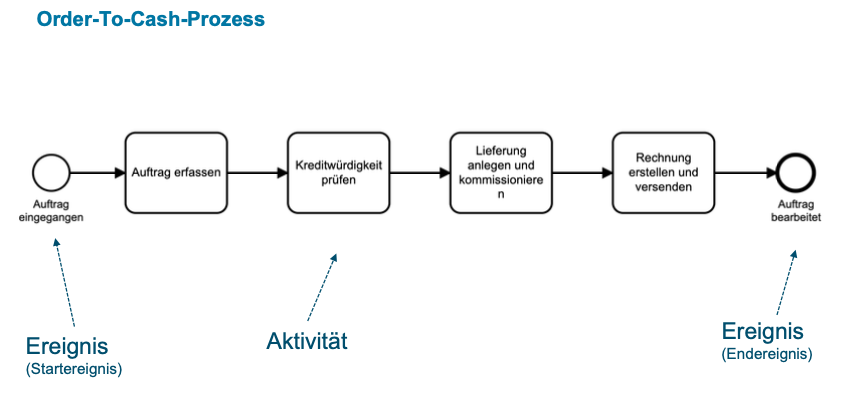 Order-To-Cash-Prozess
Auftrag
eingegangen
Auftrag erfassen
Kreditwürdigkeit
prüfen
Lieferung
anlegen und
kommissioniere
n
Rechnung
erstellen und
versenden
Auftrag
bearbeitet
Ereignis
(Startereignis)
Aktivität
Ereignis
(Endereignis)